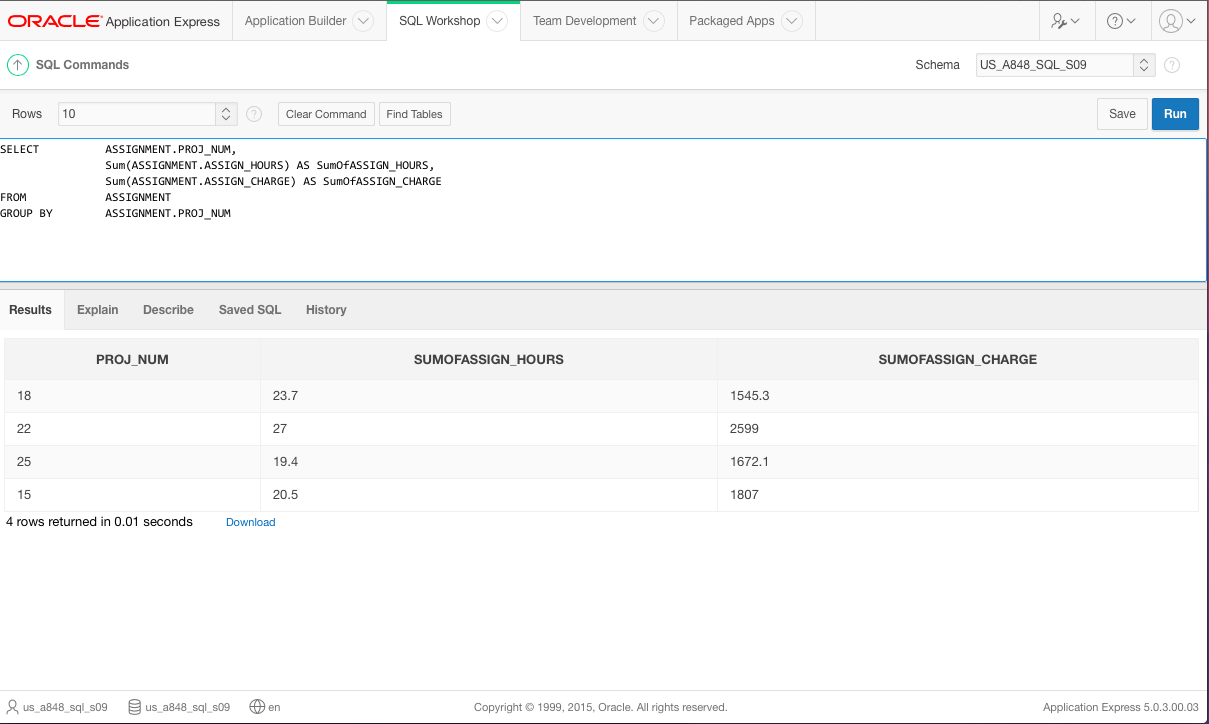 ORACLE Application Express Application Builder SQL Workshop Team Development Packaged Apps
SQL Commands Schema US_A848_SQL_S09
Rows 10 Clear Command Find Tables Save Run
SELECT ASSIGNMENT.PROJ_NUM,
Sum(ASSIGNMENT.ASSIGN_HOURS) AS SumOfASSIGN_HOURS,
Sum(ASSIGNMENT.ASSIGN_CHARGE) AS SumOfASSIGN_CHARGE
FROM ASSIGNMENT
GROUP BY ASSIGNMENT.PROJ_NUM
Results Explain Describe Saved SQL History
PROJ_NUM SUMOFASSIGN_HOURS SUMOFASSIGN_CHARGE
18 23.7 1545.3
22 27 2599
25 19.4 1672.1
15 20.5 1807
4 rows returned in 0.01 seconds Download
us_a848_sql_s09 us_a848_sql_s09 en Copyright © 1999, 2015, Oracle. All rights reserved. Application Express 5.0.3.00.03